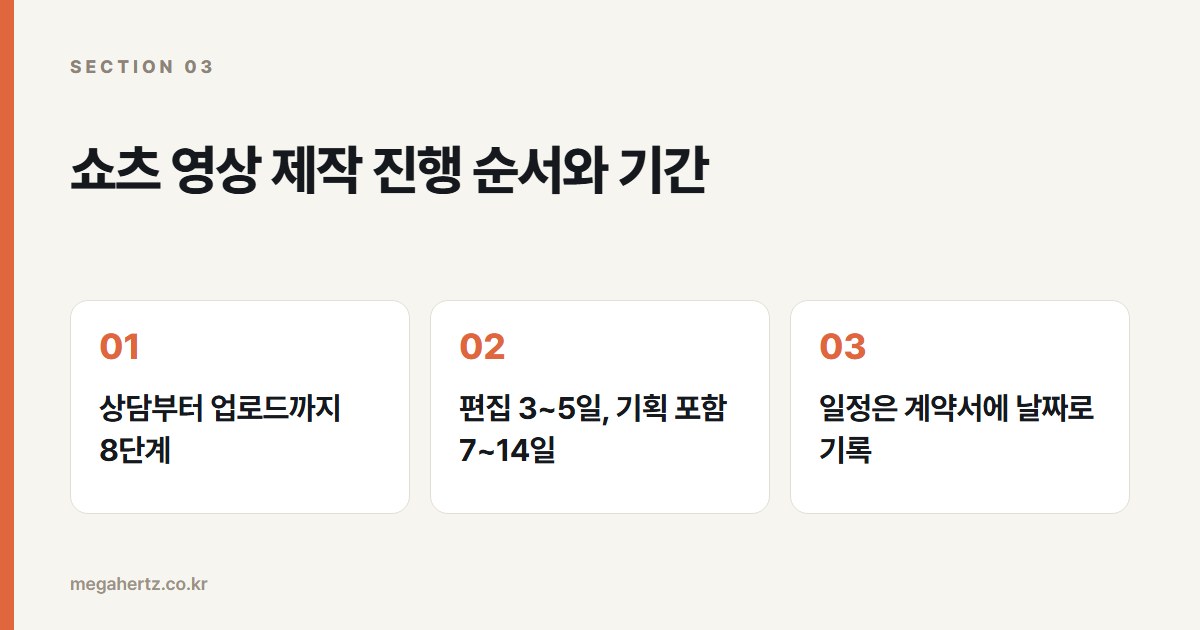 SECTION 03
쇼츠 영상 제작 진행 순서와 기간
01
상담부터 업로드까지
8단계
02
편집 3~5일, 기획 포함
7~14일
03
일정은 계약서에 날짜로
기록
megahertz.co.kr